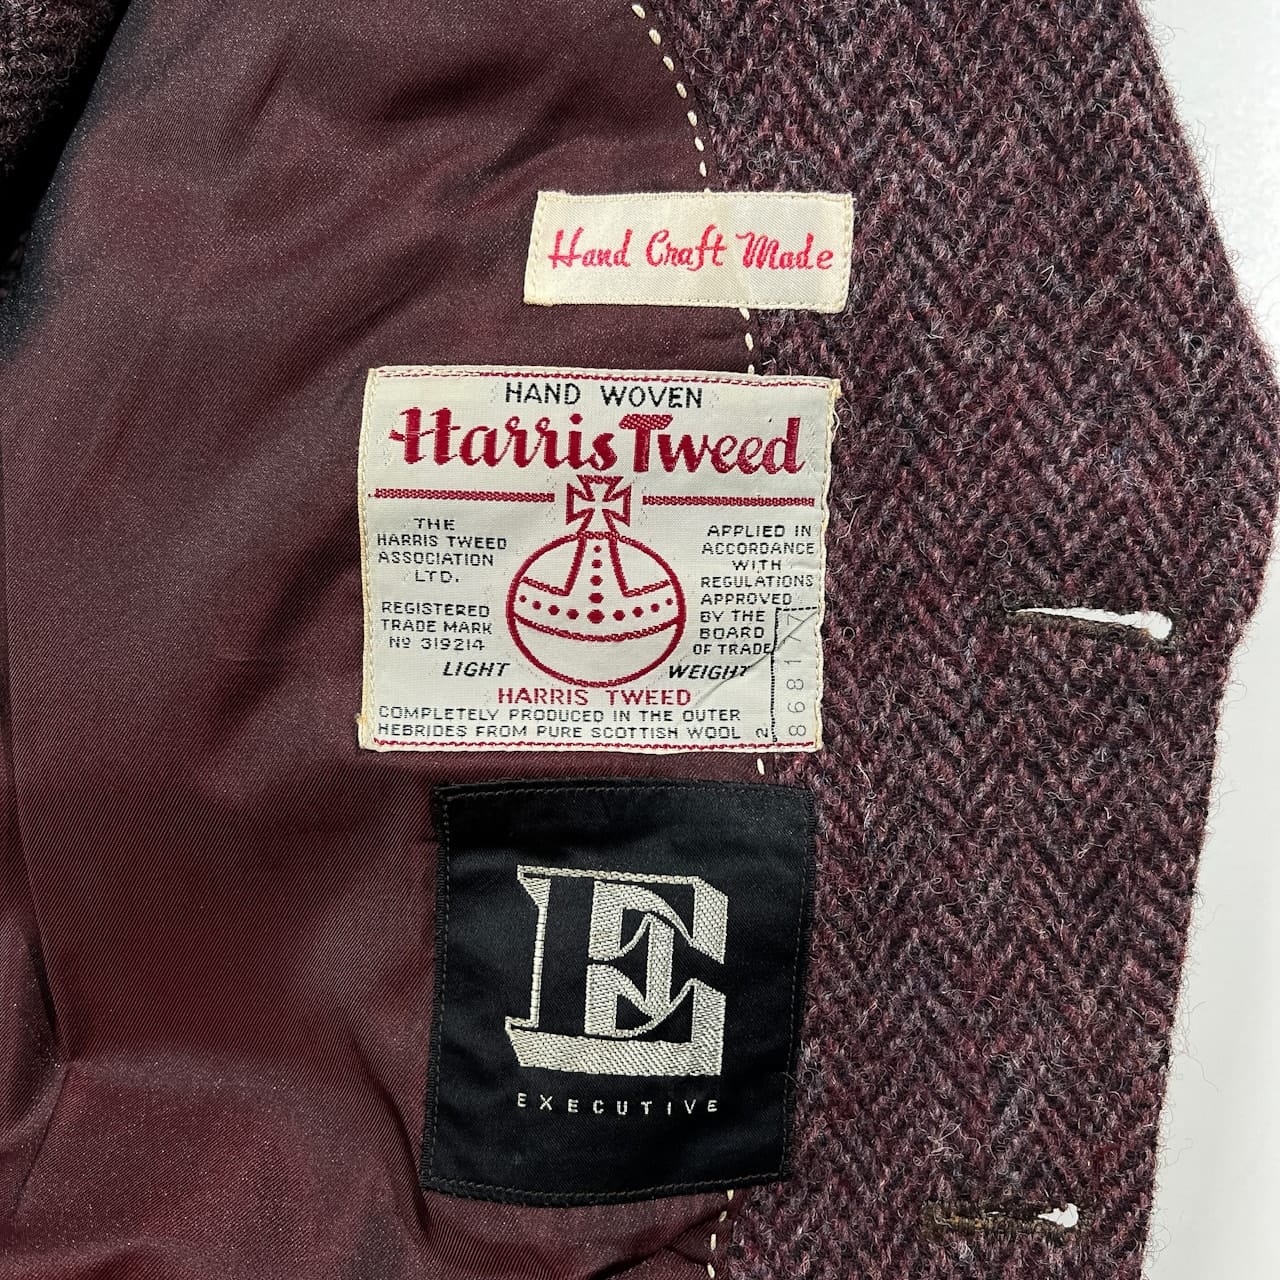 Hand Craft Made
HAND WOVEN
Harris Tweed
THE
HARRIS TWEED
ASSOCIATION
LTD.
REGISTERED
TRADE MARK
Nº 319214
APPLIED IN
ACCORDANCE
WITH
REGULATIONS
APPROVED
BY THE
BOARD
OF TRADE
LIGHT WEIGHT
HARRIS TWEED
COMPLETELY PRODUCED IN THE OUTER
HEBRIDES FROM PURE SCOTTISH WOOL
2
E
EXECUTIVE